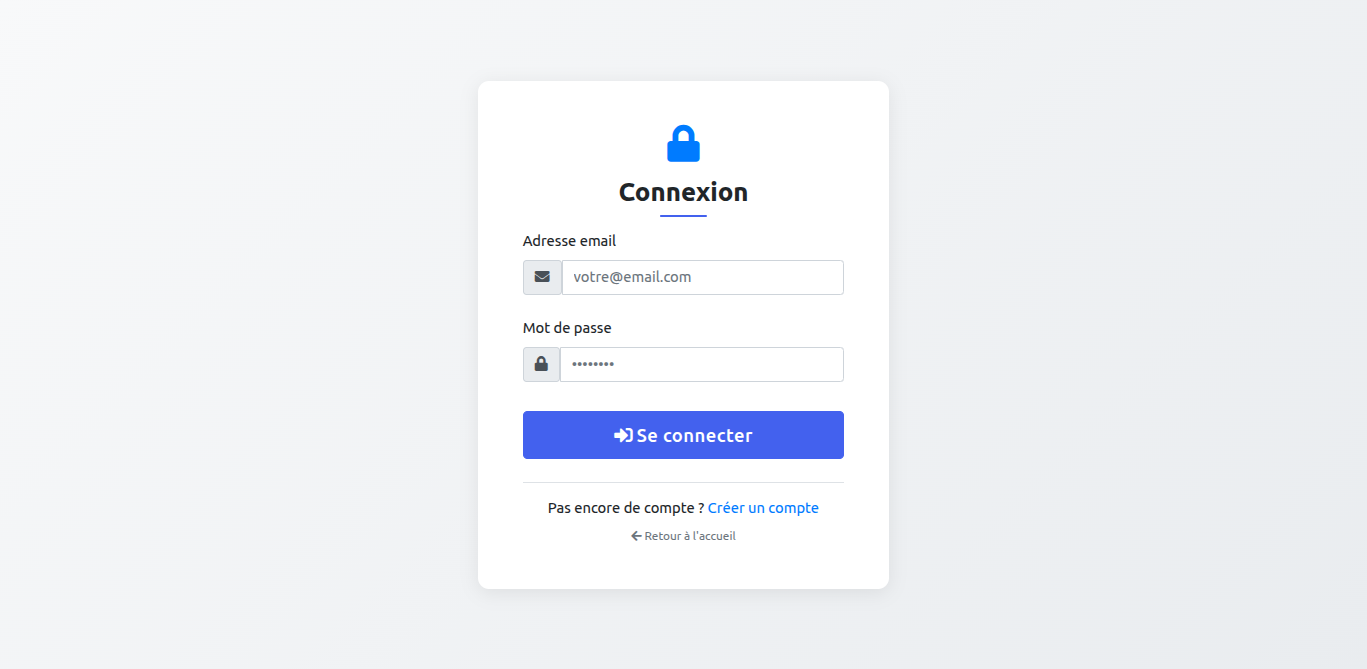 Connexion
Adresse email
votre@email.com
Mot de passe
••••••••
Se connecter
Pas encore de compte ? Créer un compte
Retour à l'accueil